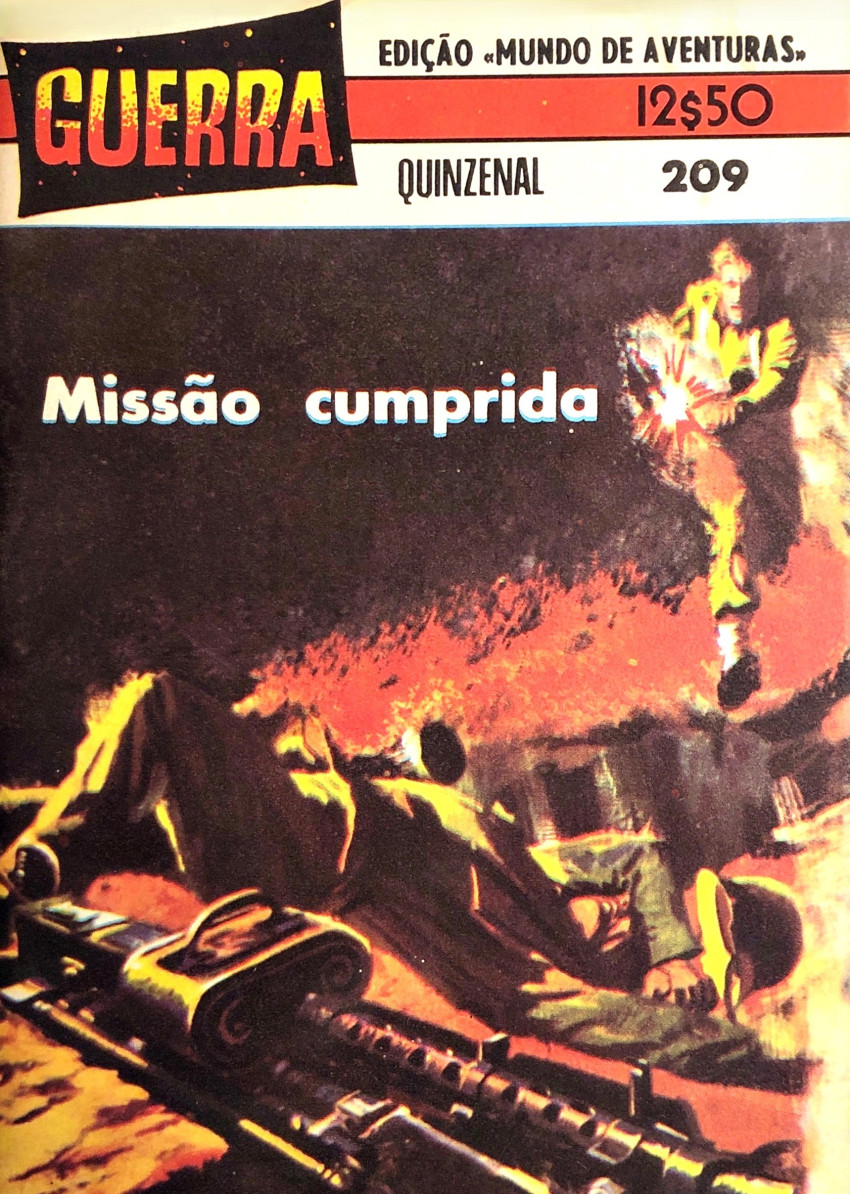 GUERRA
EDIÇÃO «MUNDO DE AVENTURAS»
12$50
QUINZENAL 209
Missão cumprida